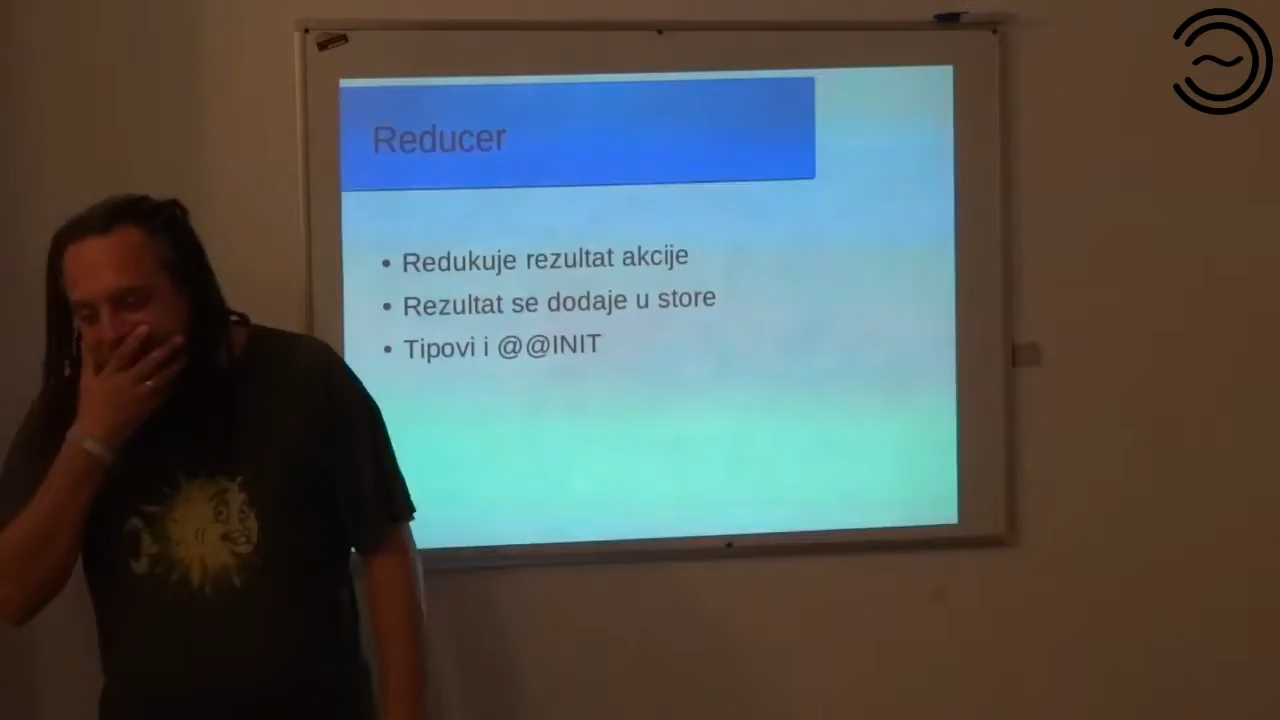 Reducer
• Redukuje rezultat akcije
• Rezultat se dodaje u store
• Tipovi i @@INIT